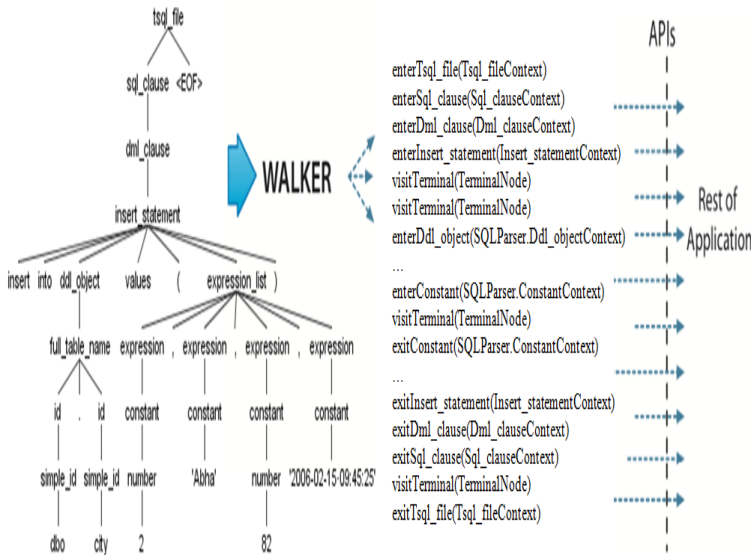 tsql_file
sql_clause <EOF>
dml_clause
insert_statement
insert into ddl_object values ( expression_list )
full_table_name expression , expression , expression , expression
id . id constant constant constant constant
simple_id simple_id number 'Abha' number '2006-02-15-09:45:25'
dbo city 2 82
WALKER
enterTsql_file(Tsql_fileContext)
enterSql_clause(Sql_clauseContext)
enterDml_clause(Dml_clauseContext)
enterInsert_statement(Insert_statementContext)
visitTerminal(TerminalNode)
visitTerminal(TerminalNode)
enterDdl_object(SQLParser.Ddl_objectContext)
...
enterConstant(SQLParser.ConstantContext)
visitTerminal(TerminalNode)
exitConstant(SQLParser.ConstantContext)
...
exitInsert_statement(Insert_statementContext)
exitDml_clause(Dml_clauseContext)
exitSql_clause(Sql_clauseContext)
visitTerminal(TerminalNode)
exitTsql_file(Tsql_fileContext)
APIs
Rest of
Application